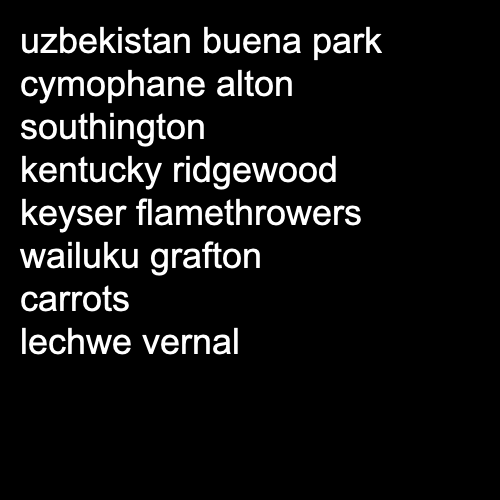 uzbekistan buena park
cymophane alton
southington
kentucky ridgewood
keyser flamethrowers
wailuku grafton
carrots
lechwe vernal